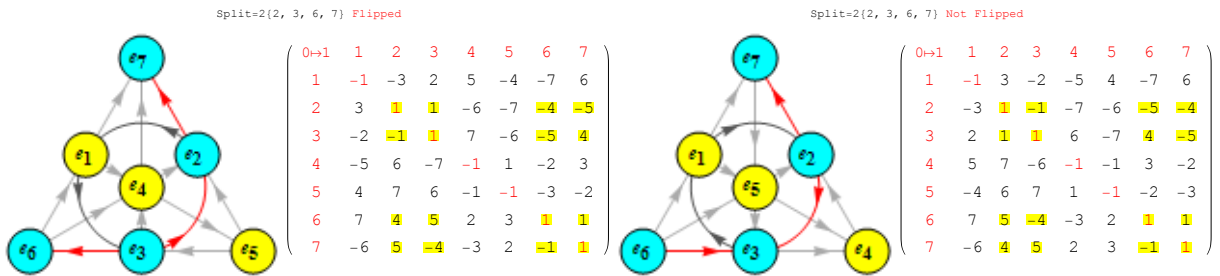 Split=2{2, 3, 6, 7} Flipped
e7
e1
e2
e4
e6
e3
e5
0↦1 1 2 3 4 5 6 7
1 -1 -3 2 5 -4 -7 6
2 3 1 1 -6 -7 -4 -5
3 -2 -1 1 7 -6 -5 4
4 -5 6 -7 -1 1 -2 3
5 4 7 6 -1 -1 -3 -2
6 7 4 5 2 3 1 1
7 -6 5 -4 -3 2 -1 1
Split=2{2, 3, 6, 7} Not Flipped
e7
e1
e2
e5
e6
e3
e4
0↦1 1 2 3 4 5 6 7
1 -1 3 -2 -5 4 -7 6
2 -3 1 -1 -7 -6 -5 -4
3 2 1 1 6 -7 4 -5
4 5 7 -6 -1 -1 3 -2
5 -4 6 7 1 -1 -2 -3
6 7 5 -4 -3 2 1 1
7 -6 4 5 2 3 -1 1